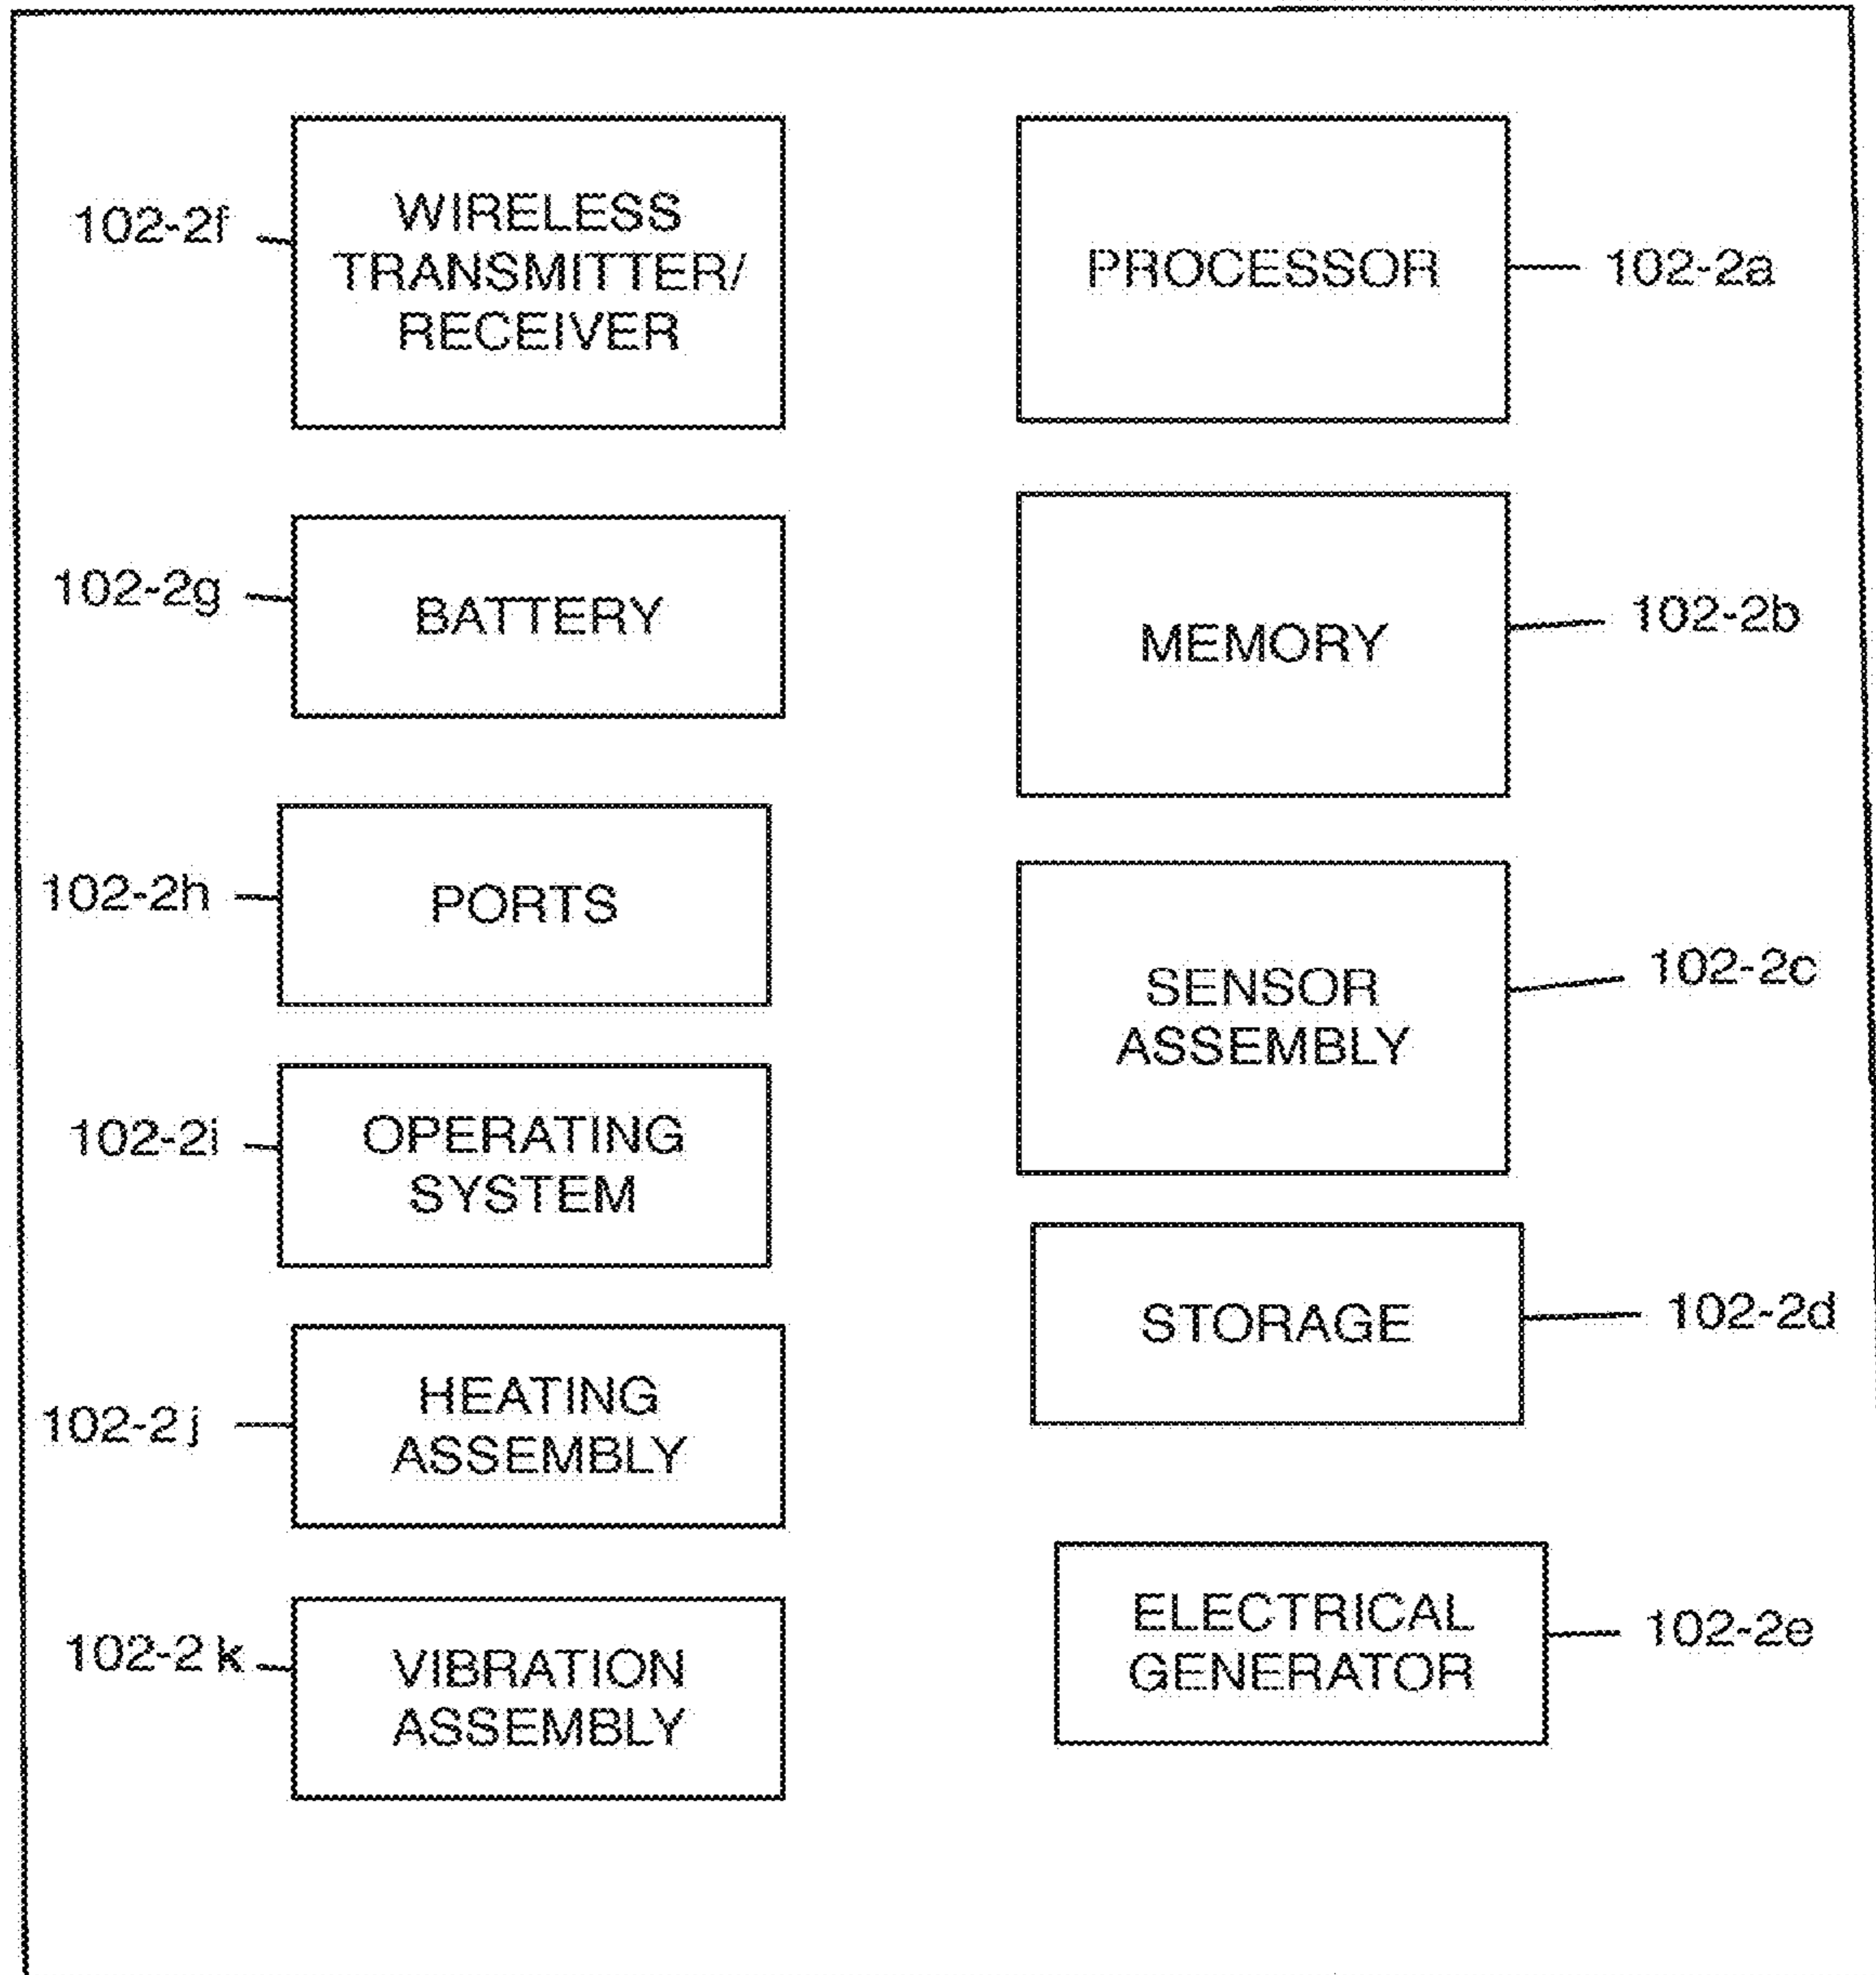 102-2f
WIRELESS
TRANSMITTER/
RECEIVER
PROCESSOR
102-2a
102-2g
BATTERY
MEMORY
102-2b
102-2h
PORTS
SENSOR
ASSEMBLY
102-2c
102-2i
OPERATING
SYSTEM
STORAGE
102-2d
102-2j
HEATING
ASSEMBLY
102-2k
VIBRATION
ASSEMBLY
ELECTRICAL
GENERATOR
102-2e